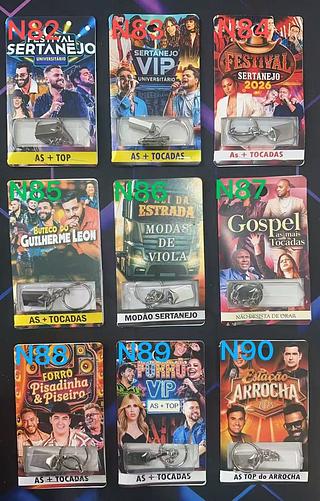 N82
FESTIVAL
SERTANEJO
UNIVERSITÁRIO
AS + TOP
N83
SERTANEJO
VIP
UNIVERSITÁRIO
AS + TOCADAS
N84
FESTIVAL
SERTANEJO
2026
As + TOCADAS
N85
BUTECO DO
GUILHERME LEON
AS + TOCADAS
N86
DA
ESTRADA
MODAS
DE
VIOLA
MODÃO SERTANEJO
N87
Gospel
as mais
Tocadas
NÃO DESISTA DE ORAR
N88
FORRÓ
Pisadinha
& Piseiro
AS + TOCADAS
N89
FORRÓ
VIP
AS + TOP
AS + TOCADAS
N90
Estação
ARROCHA
AS TOP do ARROCHA